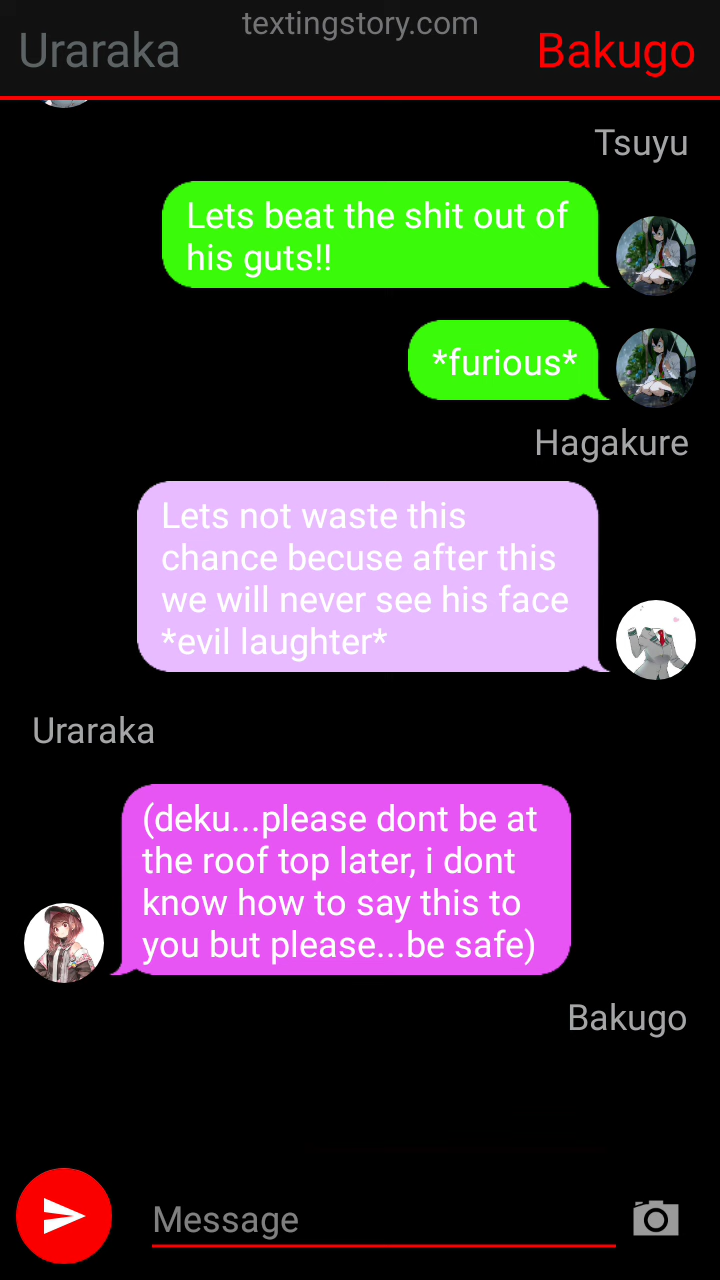 textingstory.com
Uraraka
Bakugo
Tsuyu
Lets beat the shit out of
his guts!!
*furious*
Hagakure
Lets not waste this
chance becuse after this
we will never see his face
*evil laughter*
Uraraka
(deku...please dont be at
the roof top later, i dont
know how to say this to
you but please...be safe)
Bakugo
Message